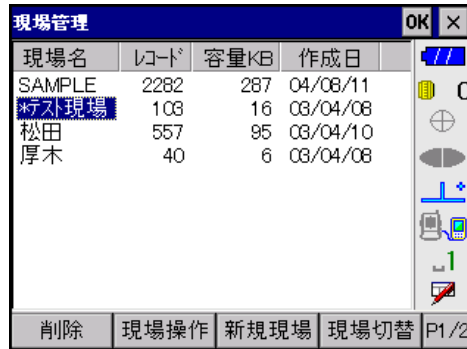 現場管理 OK ×
現場名 ﾚｺｰﾄﾞ 容量KB 作成日
SAMPLE 2282 287 04/08/11
*ﾃｽﾄ現場 103 16 03/04/08
松田 557 95 03/04/10
厚木 40 6 03/04/08
1
削除 現場操作 新規現場 現場切替 P1/2